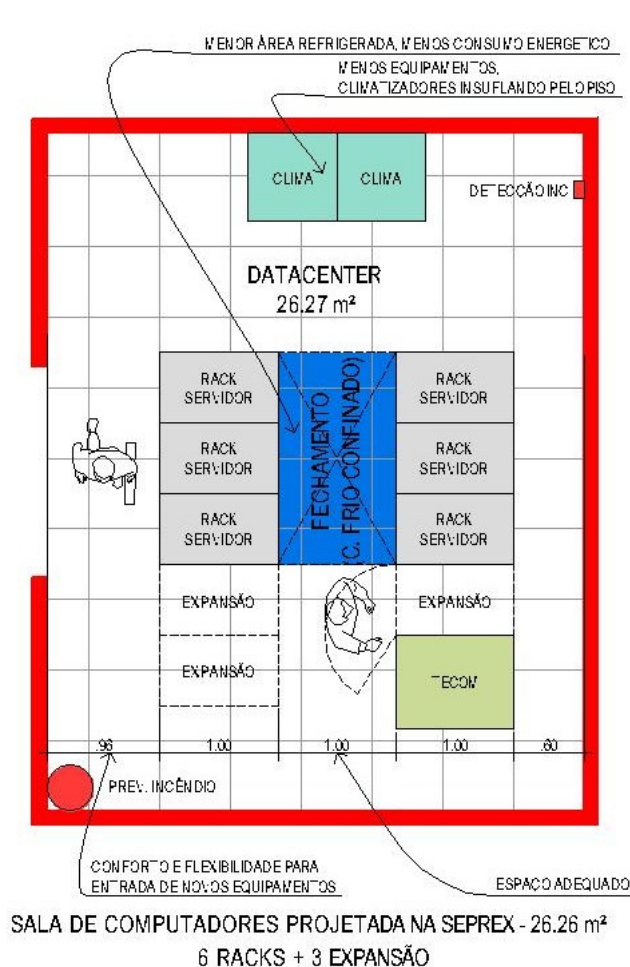 MENOR ÁREA REFRIGERADA, MENOS CONSUMO ENERGETICO
MENOS EQUIPAMENTOS,
CLIMATIZADORES INSUFLANDO PELO PISO
CLIMA
CLIMA
DETECÇÃO INC
DATACENTER
26.27 m²
RACK
SERVIDOR
RACK
SERVIDOR
RACK
SERVIDOR
FECHAMENTO
(C. FRIO CONFINADO)
RACK
SERVIDOR
RACK
SERVIDOR
RACK
SERVIDOR
EXPANSÃO
EXPANSÃO
EXPANSÃO
TECOM
.96
1.00
1.00
1.00
.60
PREV. INCÊNDIO
CONFORTO E FLEXIBILIDADE PARA
ENTRADA DE NOVOS EQUIPAMENTOS
ESPAÇO ADEQUADO
SALA DE COMPUTADORES PROJETADA NA SEPREX - 26.26 m²
6 RACKS + 3 EXPANSÃO